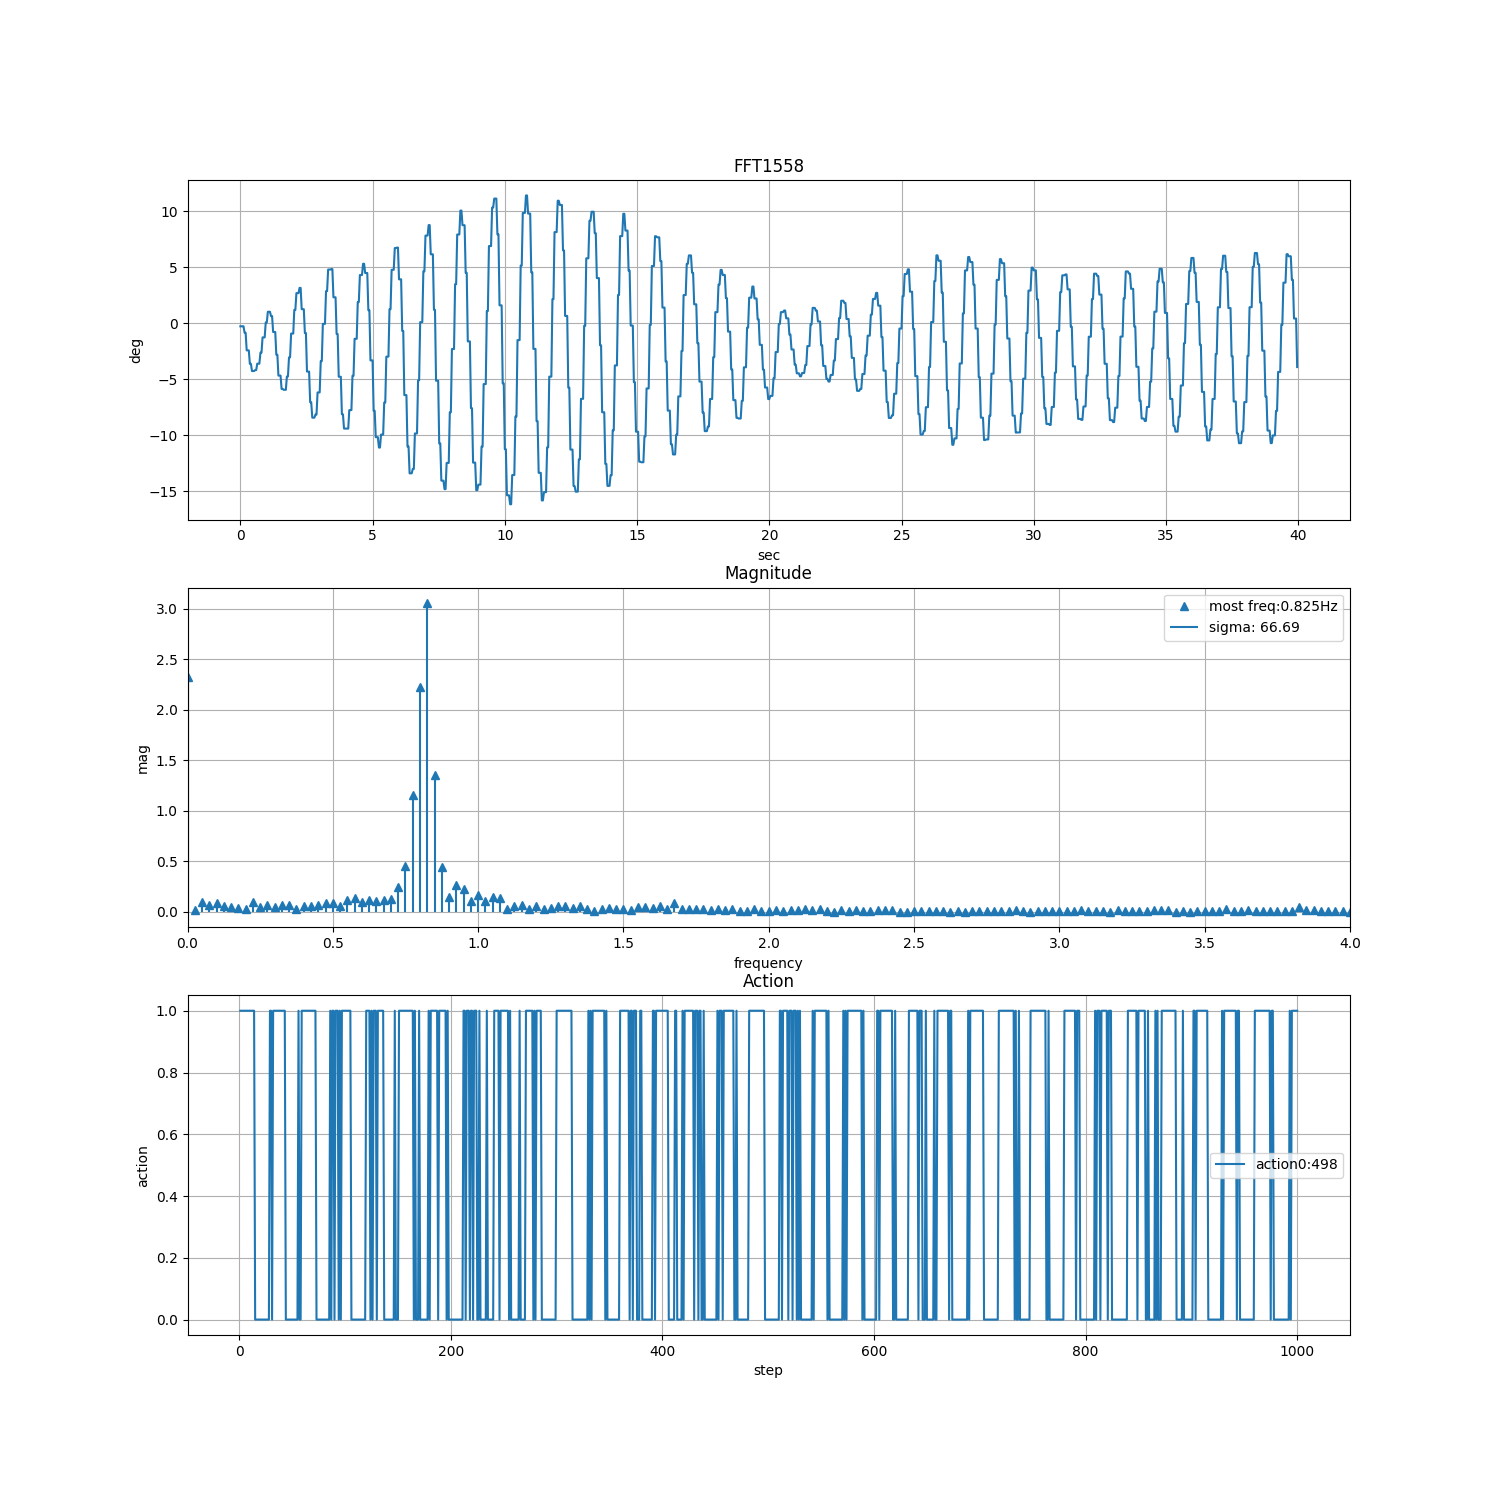 FFT1558
10
5
0
−5
−10
−15
deg
0 5 10 15 20 25 30 35 40
sec
Magnitude
most freq:0.825Hz
sigma: 66.69
3.0
2.5
2.0
1.5
1.0
0.5
0.0
mag
0.0 0.5 1.0 1.5 2.0 2.5 3.0 3.5 4.0
frequency
Action
1.0
0.8
0.6
0.4
0.2
0.0
action
action0:498
0 200 400 600 800 1000
step